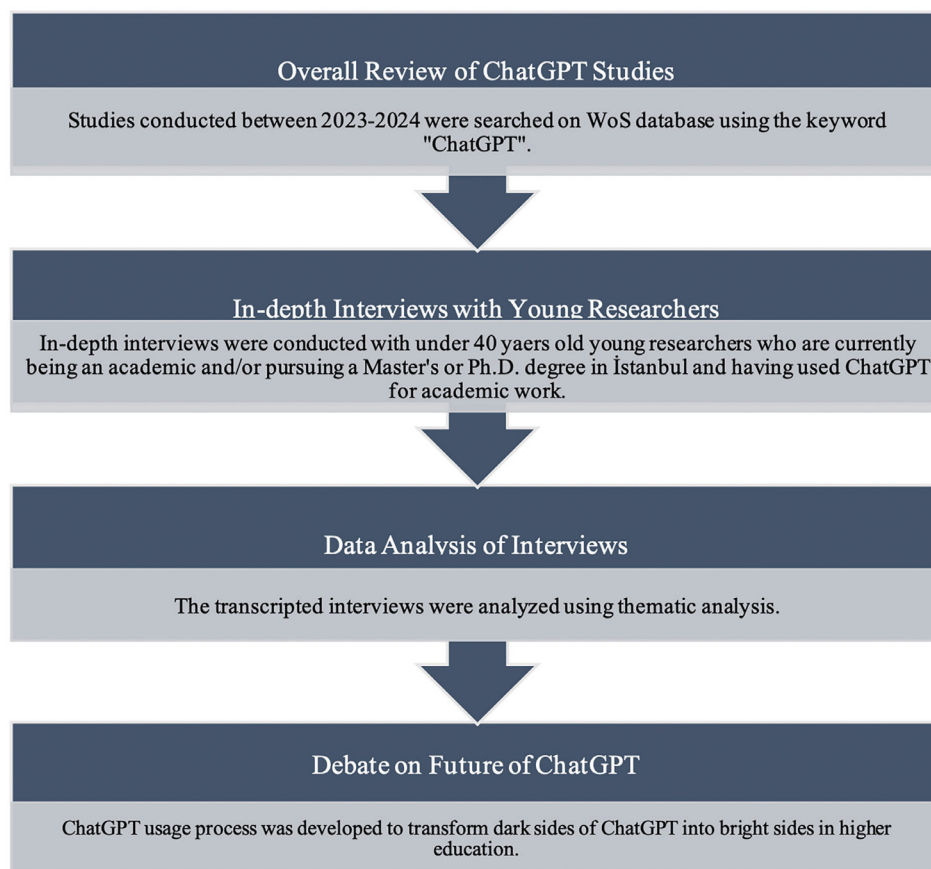 Overall Review of ChatGPT Studies
Studies conducted between 2023-2024 were searched on WoS database using the keyword
"ChatGPT".
In-depth Interviews with Young Researchers
In-depth interviews were conducted with under 40 yaers old young researchers who are currently
being an academic and/or pursuing a Master's or Ph.D. degree in İstanbul and having used ChatGPT
for academic work.
Data Analysis of Interviews
The transcripted interviews were analyzed using thematic analysis.
Debate on Future of ChatGPT
ChatGPT usage process was developed to transform dark sides of ChatGPT into bright sides in higher
education.